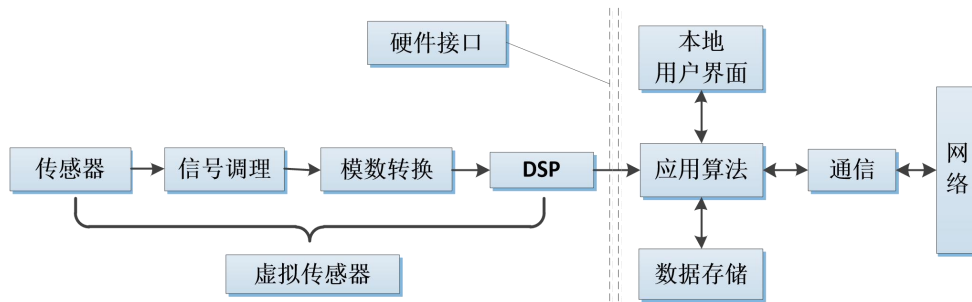 硬件接口
本地
用户界面
传感器
信号调理
模数转换
DSP
应用算法
通信
网
络
虚拟传感器
数据存储